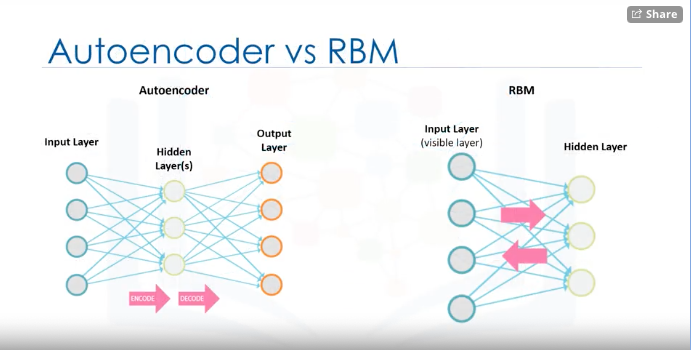 Share
Autoencoder vs RBM
Autoencoder
RBM
Input Layer
Hidden
Layer(s)
Output
Layer
Input Layer
(visible layer)
Hidden Layer
ENCODE
DECODE